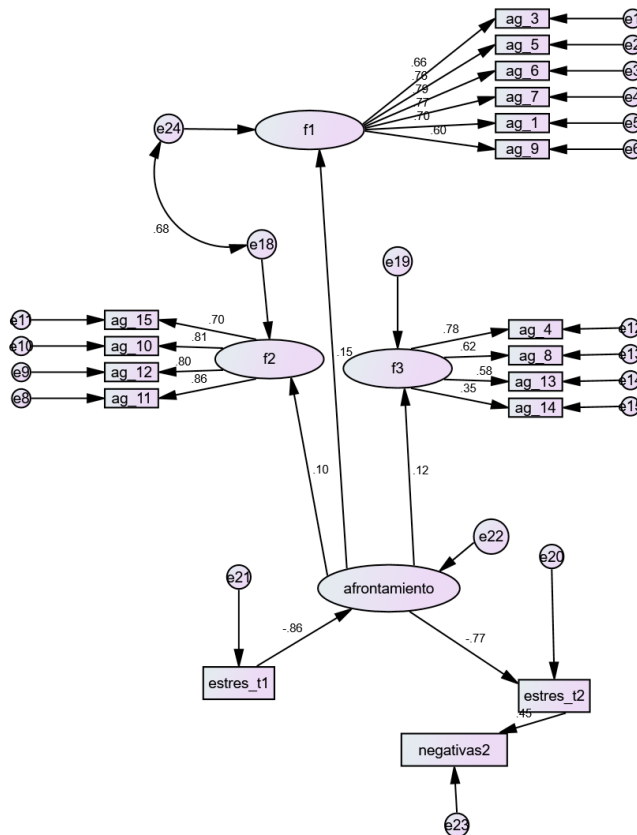 ag_3
e1
ag_5
e2
.66
ag_6
e3
.76
.79
ag_7
e4
.77
.70
ag_1
e5
.60
ag_9
e6
e24
f1
.68
e18
e19
e11
ag_15
.70
e10
ag_10
.81
e9
ag_12
.80
e8
ag_11
.86
f2
f3
.78
ag_4
e12
.62
ag_8
e13
.58
ag_13
e14
.35
ag_14
e15
.15
.10
.12
e22
e20
e21
afrontamiento
-.86
-.77
estres_t1
estres_t2
.45
negativas2
e23